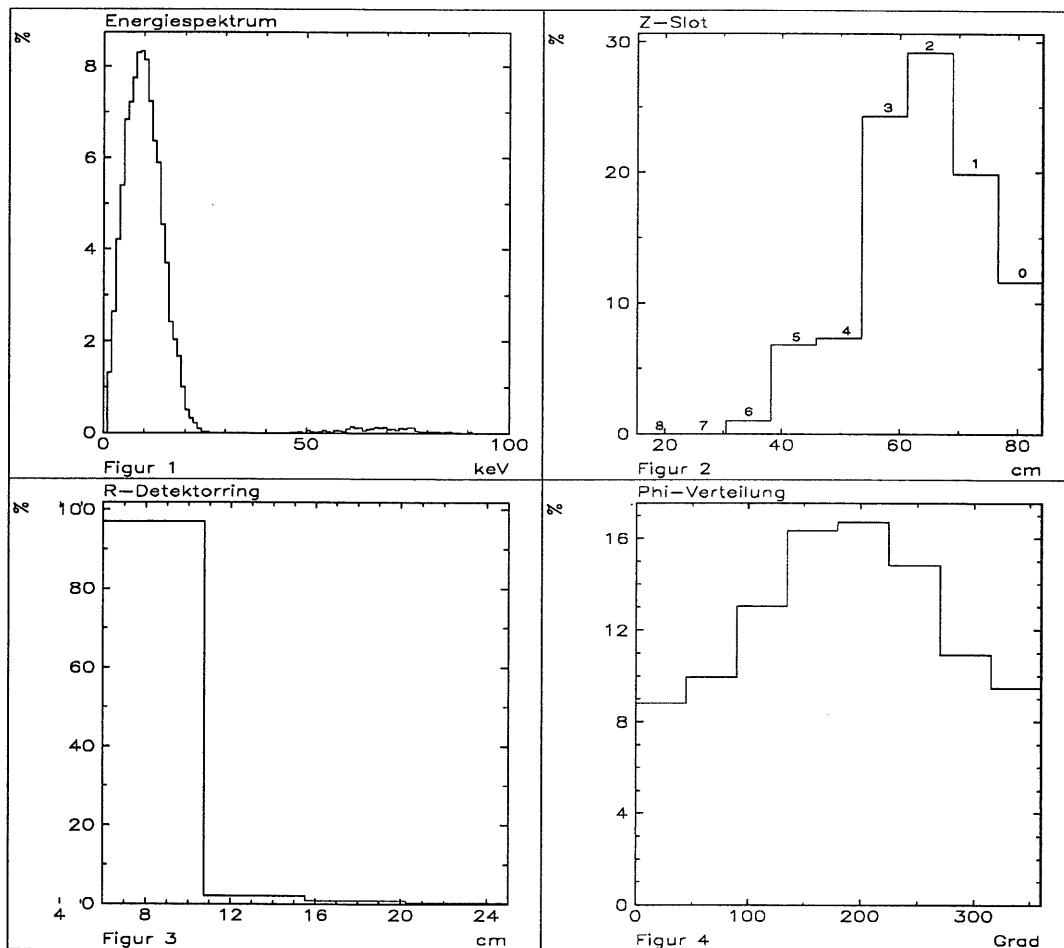 Energiespektrum
%
8
6
4
2
0
0 50 100
Figur 1 keV
Z-Slot
%
30
20
10
0
8 7 6 5 4 3 2 1 0
20 40 60 80
Figur 2 cm
R-Detektorring
%
100
80
60
40
20
0
4 8 12 16 20 24
Figur 3 cm
Phi-Verteilung
%
16
12
8
4
0
0 100 200 300
Figur 4 Grad